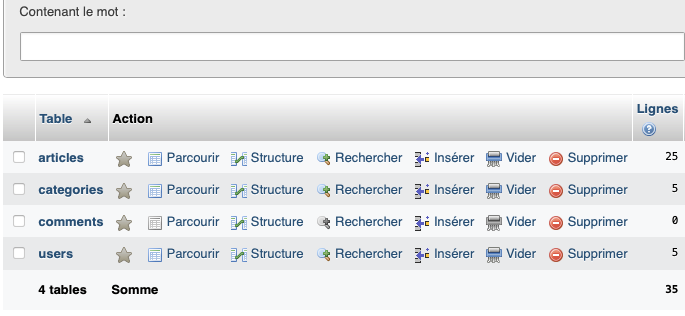 Contenant le mot :
Table Action Lignes
articles Parcourir Structure Rechercher Insérer Vider Supprimer 25
categories Parcourir Structure Rechercher Insérer Vider Supprimer 5
comments Parcourir Structure Rechercher Insérer Vider Supprimer 0
users Parcourir Structure Rechercher Insérer Vider Supprimer 5
4 tables Somme 35